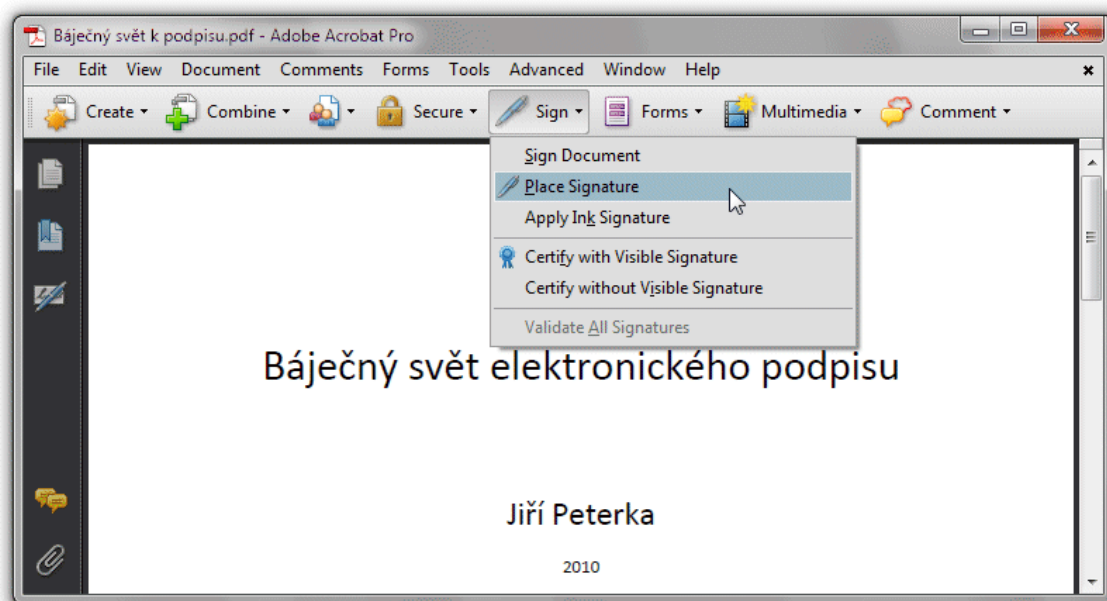 Báječný svět k podpisu.pdf - Adobe Acrobat Pro
File Edit View Document Comments Forms Tools Advanced Window Help
Create Combine Secure Sign Forms Multimedia Comment
Sign Document
Place Signature
Apply Ink Signature
Certify with Visible Signature
Certify without Visible Signature
Validate All Signatures
Báječný svět elektronického podpisu
Jiří Peterka
2010